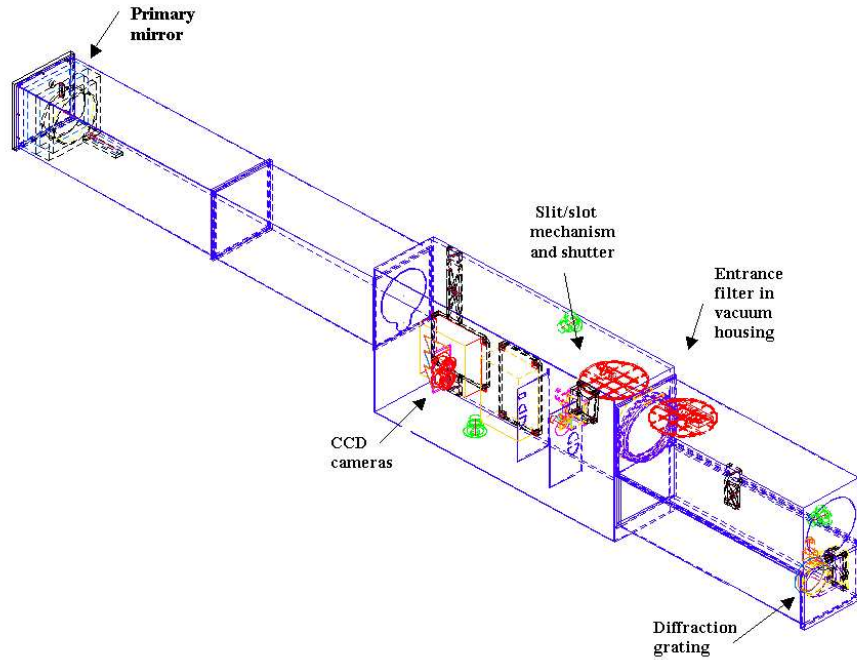 Primary
mirror
Slit/slot
mechanism
and shutter
Entrance
filter in
vacuum
housing
CCD
cameras
Diffraction
grating